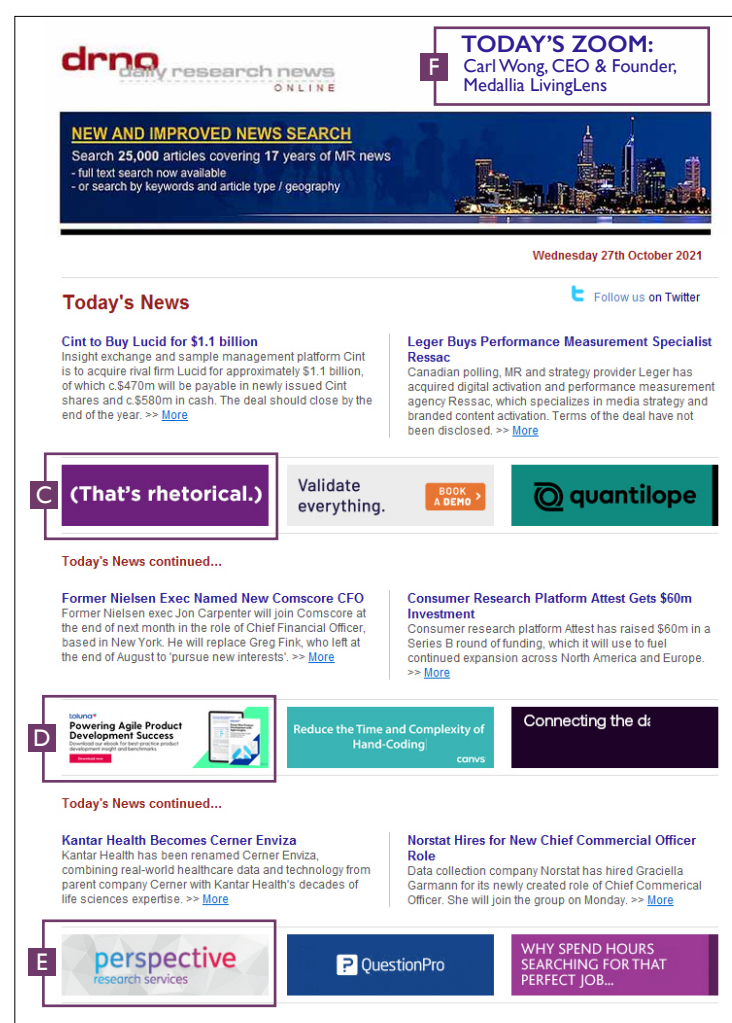 drno
daily research news
ONLINE
F
TODAY'S ZOOM:
Carl Wong, CEO & Founder,
Medallia LivingLens
NEW AND IMPROVED NEWS SEARCH
Search 25,000 articles covering 17 years of MR news
- full text search now available
- or search by keywords and article type / geography
Wednesday 27th October 2021
Today's News
Follow us on Twitter
Cint to Buy Lucid for $1.1 billion
Insight exchange and sample management platform Cint
is to acquire rival firm Lucid for approximately $1.1 billion,
of which c.$470m will be payable in newly issued Cint
shares and c.$580m in cash. The deal should close by the
end of the year. >> More
Leger Buys Performance Measurement Specialist
Ressac
Canadian polling, MR and strategy provider Leger has
acquired digital activation and performance measurement
agency Ressac, which specializes in media strategy and
branded content activation. Terms of the deal have not
been disclosed. >> More
C
(That's rhetorical.)
Validate
everything.
BOOK
A DEMO >
quantilope
Today's News continued...
Former Nielsen Exec Named New Comscore CFO
Former Nielsen exec Jon Carpenter will join Comscore at
the end of next month in the role of Chief Financial Officer,
based in New York. He will replace Greg Fink, who left at
the end of August to 'pursue new interests'. >> More
Consumer Research Platform Attest Gets $60m
Investment
Consumer research platform Attest has raised $60m in a
Series B round of funding, which it will use to fuel
continued expansion across North America and Europe.
>> More
D
toluna*
Powering Agile Product
Development Success
Download our ebook for best-practice product
development insight and benchmarks
Download now
Reduce the Time and Complexity of
Hand-Coding
canvs
Connecting the da
Today's News continued...
Kantar Health Becomes Cerner Enviza
Kantar Health has been renamed Cerner Enviza,
combining real-world healthcare data and technology from
parent company Cerner with Kantar Health's decades of
life sciences expertise. >> More
Norstat Hires for New Chief Commercial Officer
Role
Data collection company Norstat has hired Graciella
Garmann for its newly created role of Chief Commerical
Officer. She will join the group on Monday. >> More
E
perspective
research services
QuestionPro
WHY SPEND HOURS
SEARCHING FOR THAT
PERFECT JOB...